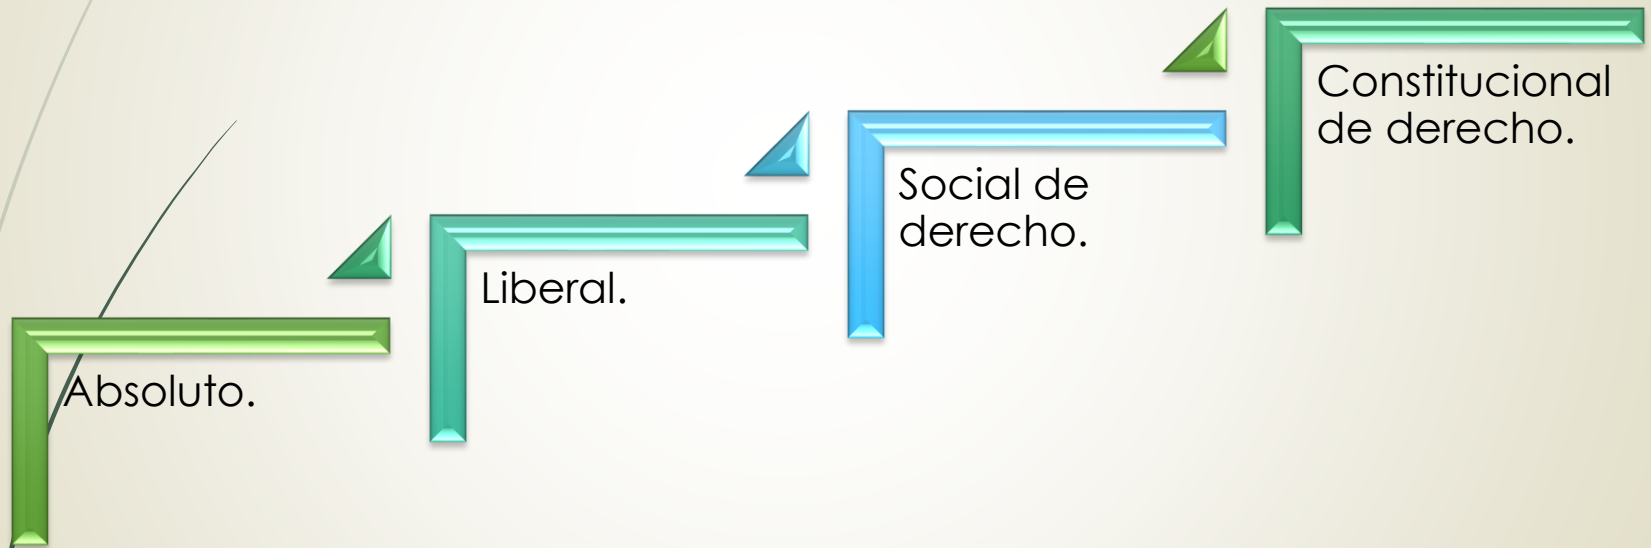 Absoluto.
Liberal.
Social de
derecho.
Constitucional
de derecho.